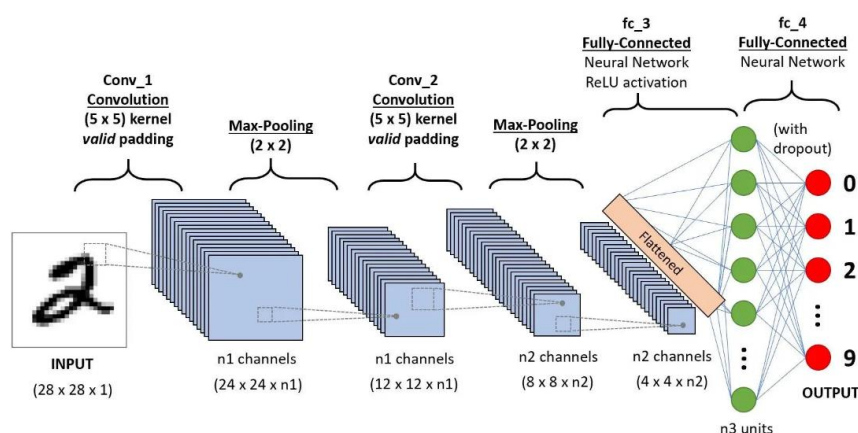 fc_3
Fully-Connected
Neural Network
ReLU activation
fc_4
Fully-Connected
Neural Network
Conv_1
Convolution
(5 x 5) kernel
valid padding
Max-Pooling
(2 x 2)
Conv_2
Convolution
(5 x 5) kernel
valid padding
Max-Pooling
(2 x 2)
(with
dropout)
Flattened
2
0
1
2
9
INPUT
(28 x 28 x 1)
n1 channels
(24 x 24 x n1)
n1 channels
(12 x 12 x n1)
n2 channels
(8 x 8 x n2)
n2 channels
(4 x 4 x n2)
OUTPUT
n3 units